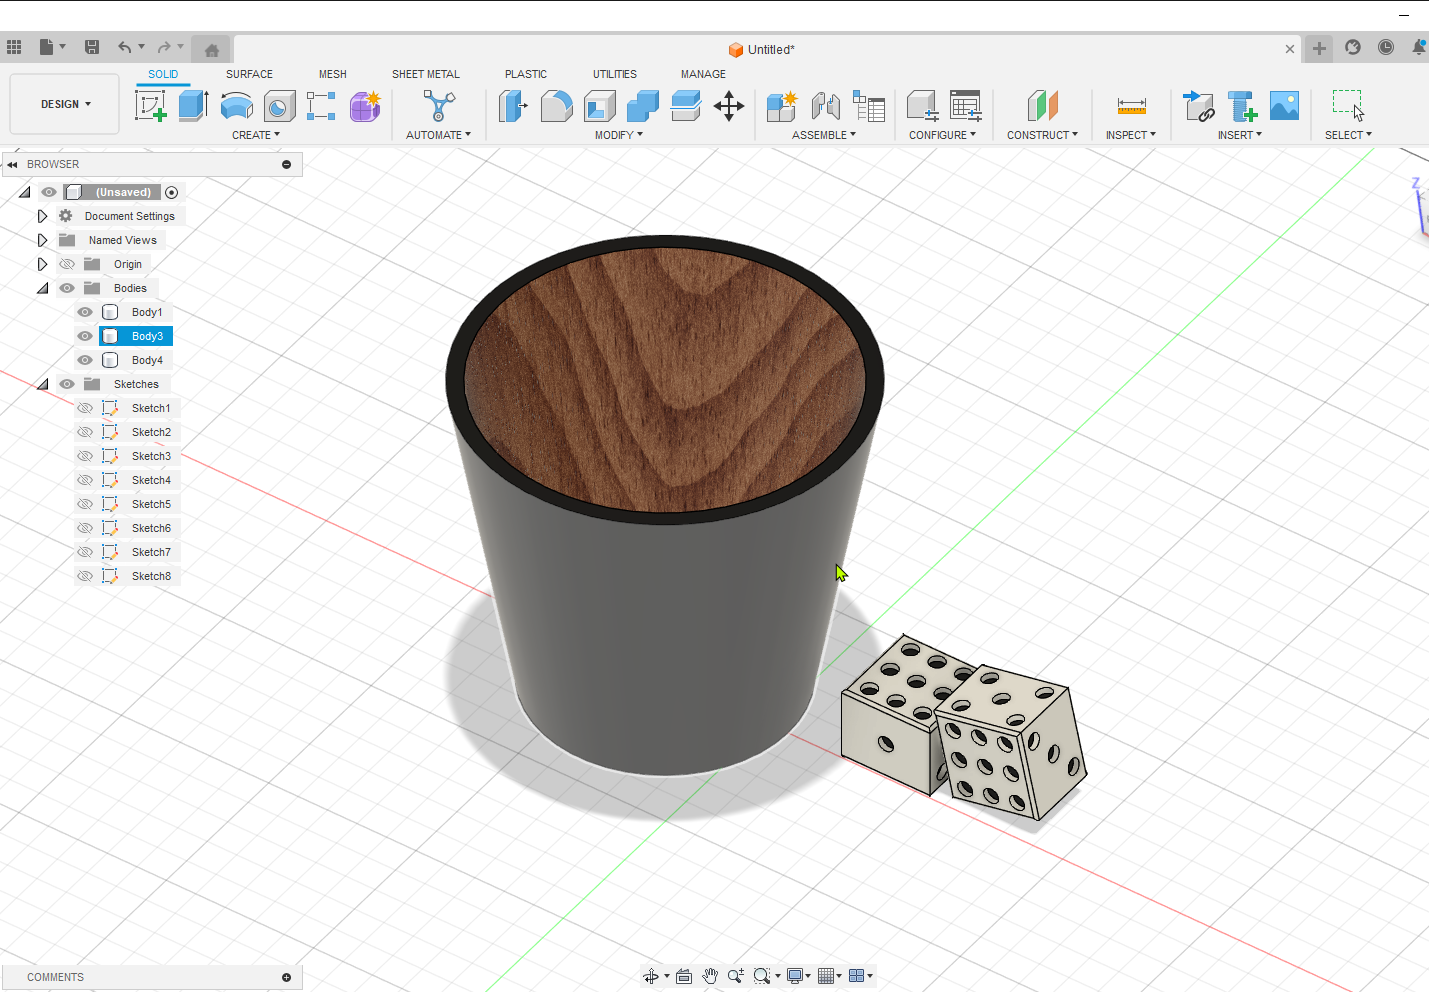 Untitled*
DESIGN
SOLID SURFACE MESH SHEET METAL PLASTIC UTILITIES MANAGE
CREATE AUTOMATE MODIFY ASSEMBLE CONFIGURE CONSTRUCT INSPECT INSERT SELECT
BROWSER
(Unsaved)
Document Settings
Named Views
Origin
Bodies
Body1
Body3
Body4
Sketches
Sketch1
Sketch2
Sketch3
Sketch4
Sketch5
Sketch6
Sketch7
Sketch8
Z
COMMENTS